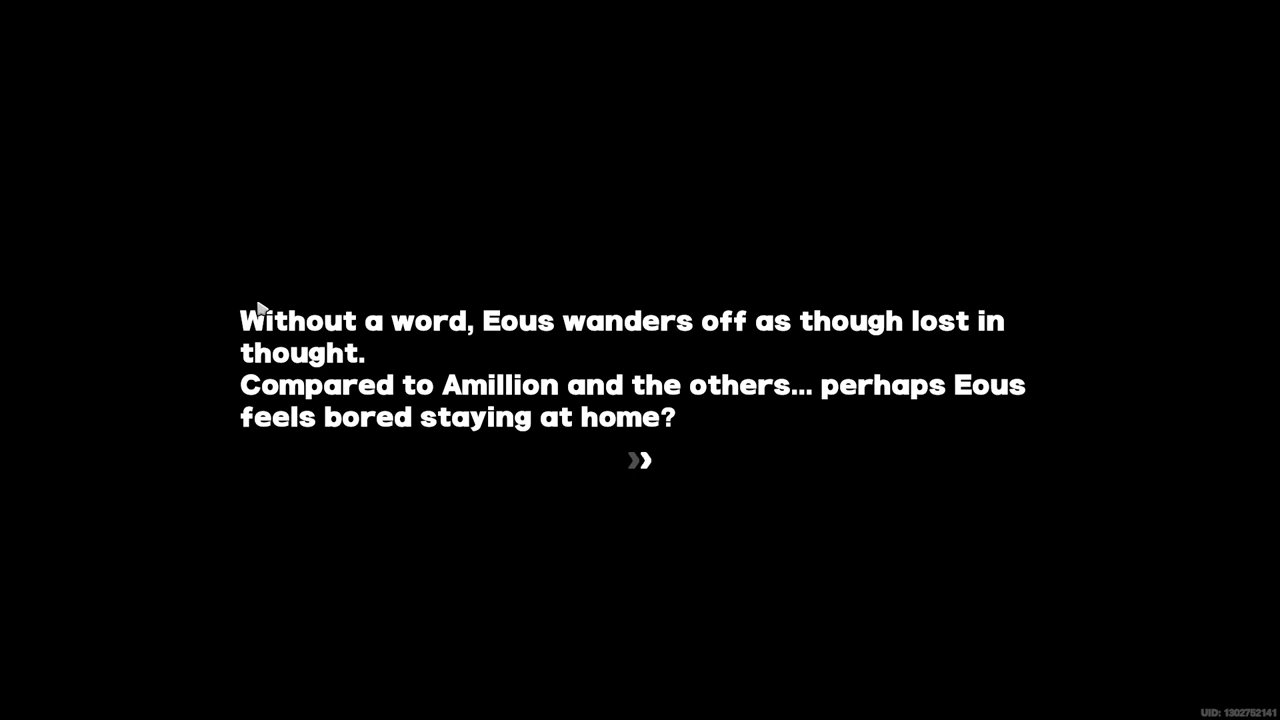 Without a word, Eous wanders off as though lost in
thought.
Compared to Amillion and the others... perhaps Eous
feels bored staying at home?
UID: 1302752141